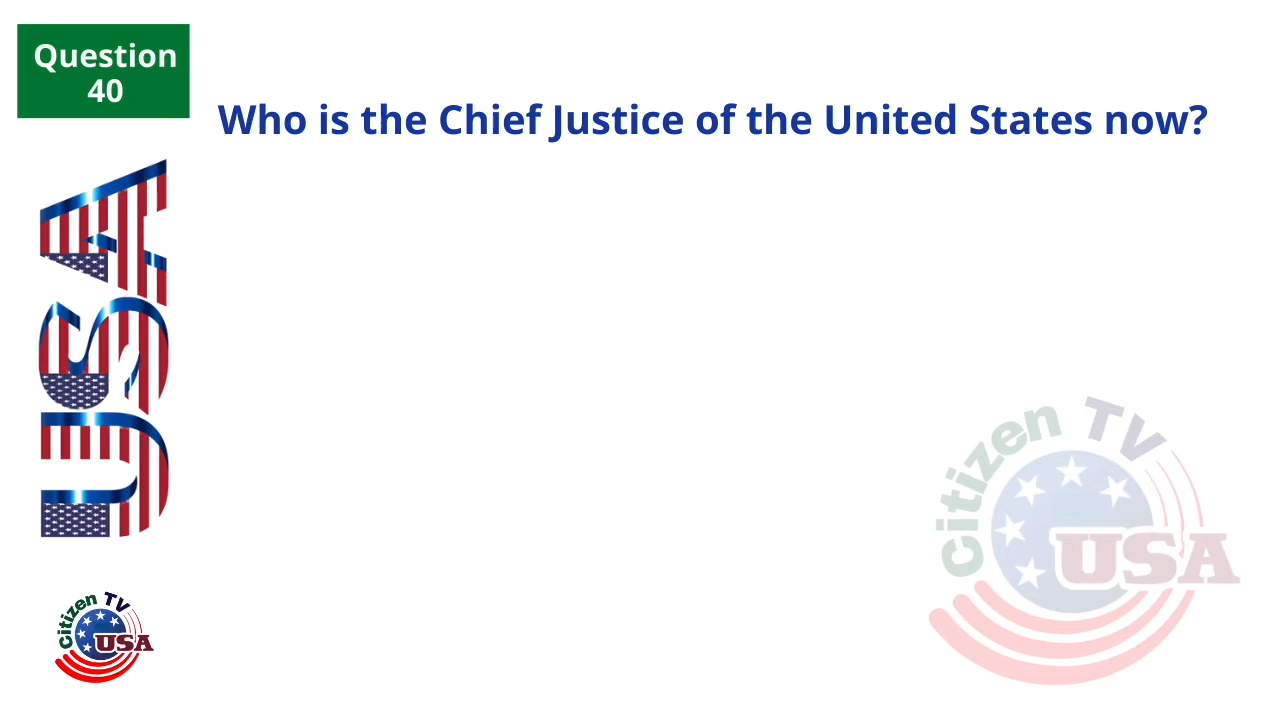 Question
40
Who is the Chief Justice of the United States now?
USA
Citizen TV
USA
Citizen TV
USA